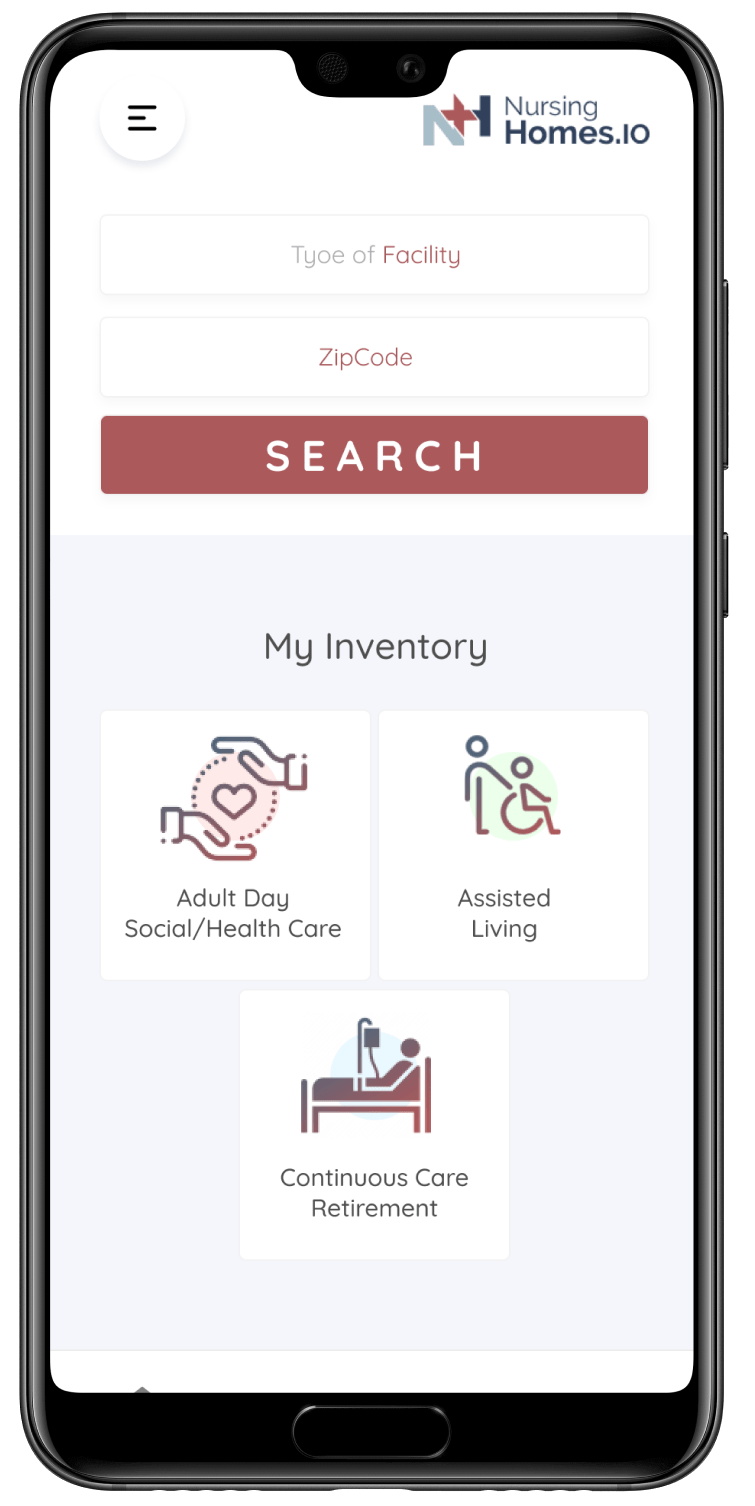 Nursing
Homes.IO
Tyoe of Facility
ZipCode
SEARCH
My Inventory
Adult Day
Social/Health Care
Assisted
Living
Continuous Care
Retirement